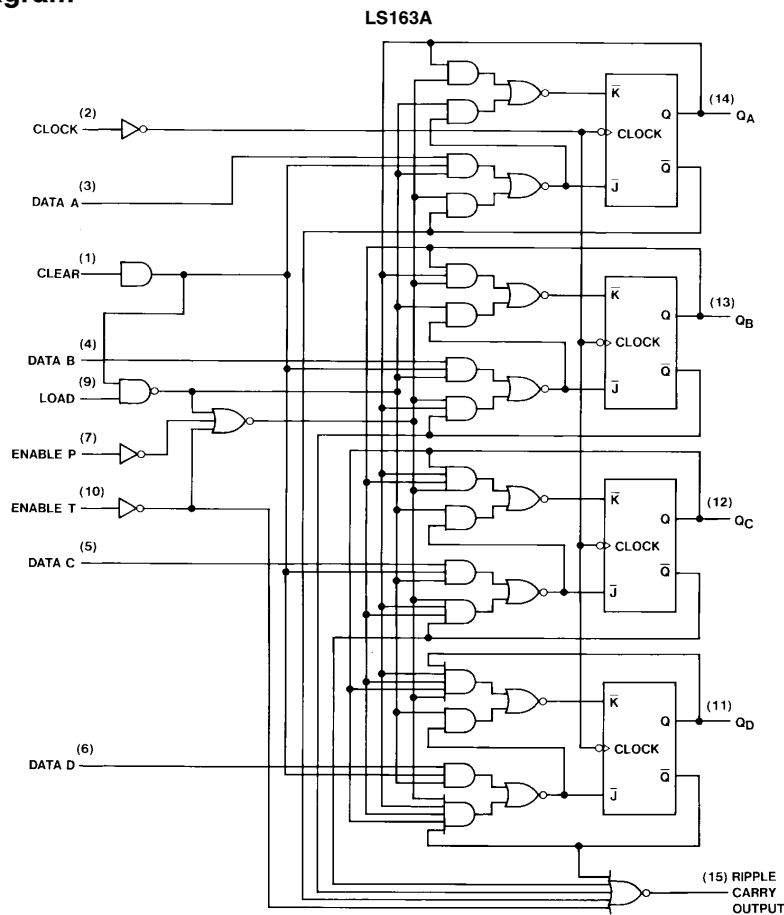 LS163A
(2)
CLOCK
K̅
Q
(14)
QA
CLOCK
(3)
DATA A
J̅
Q̅
(1)
CLEAR
K̅
Q
(13)
QB
CLOCK
(4)
DATA B
(9)
LOAD
J̅
Q̅
(7)
ENABLE P
(10)
ENABLE T
K̅
Q
(12)
QC
CLOCK
(5)
DATA C
J̅
Q̅
K̅
Q
(11)
QD
CLOCK
(6)
DATA D
J̅
Q̅
(15) RIPPLE
CARRY
OUTPUT